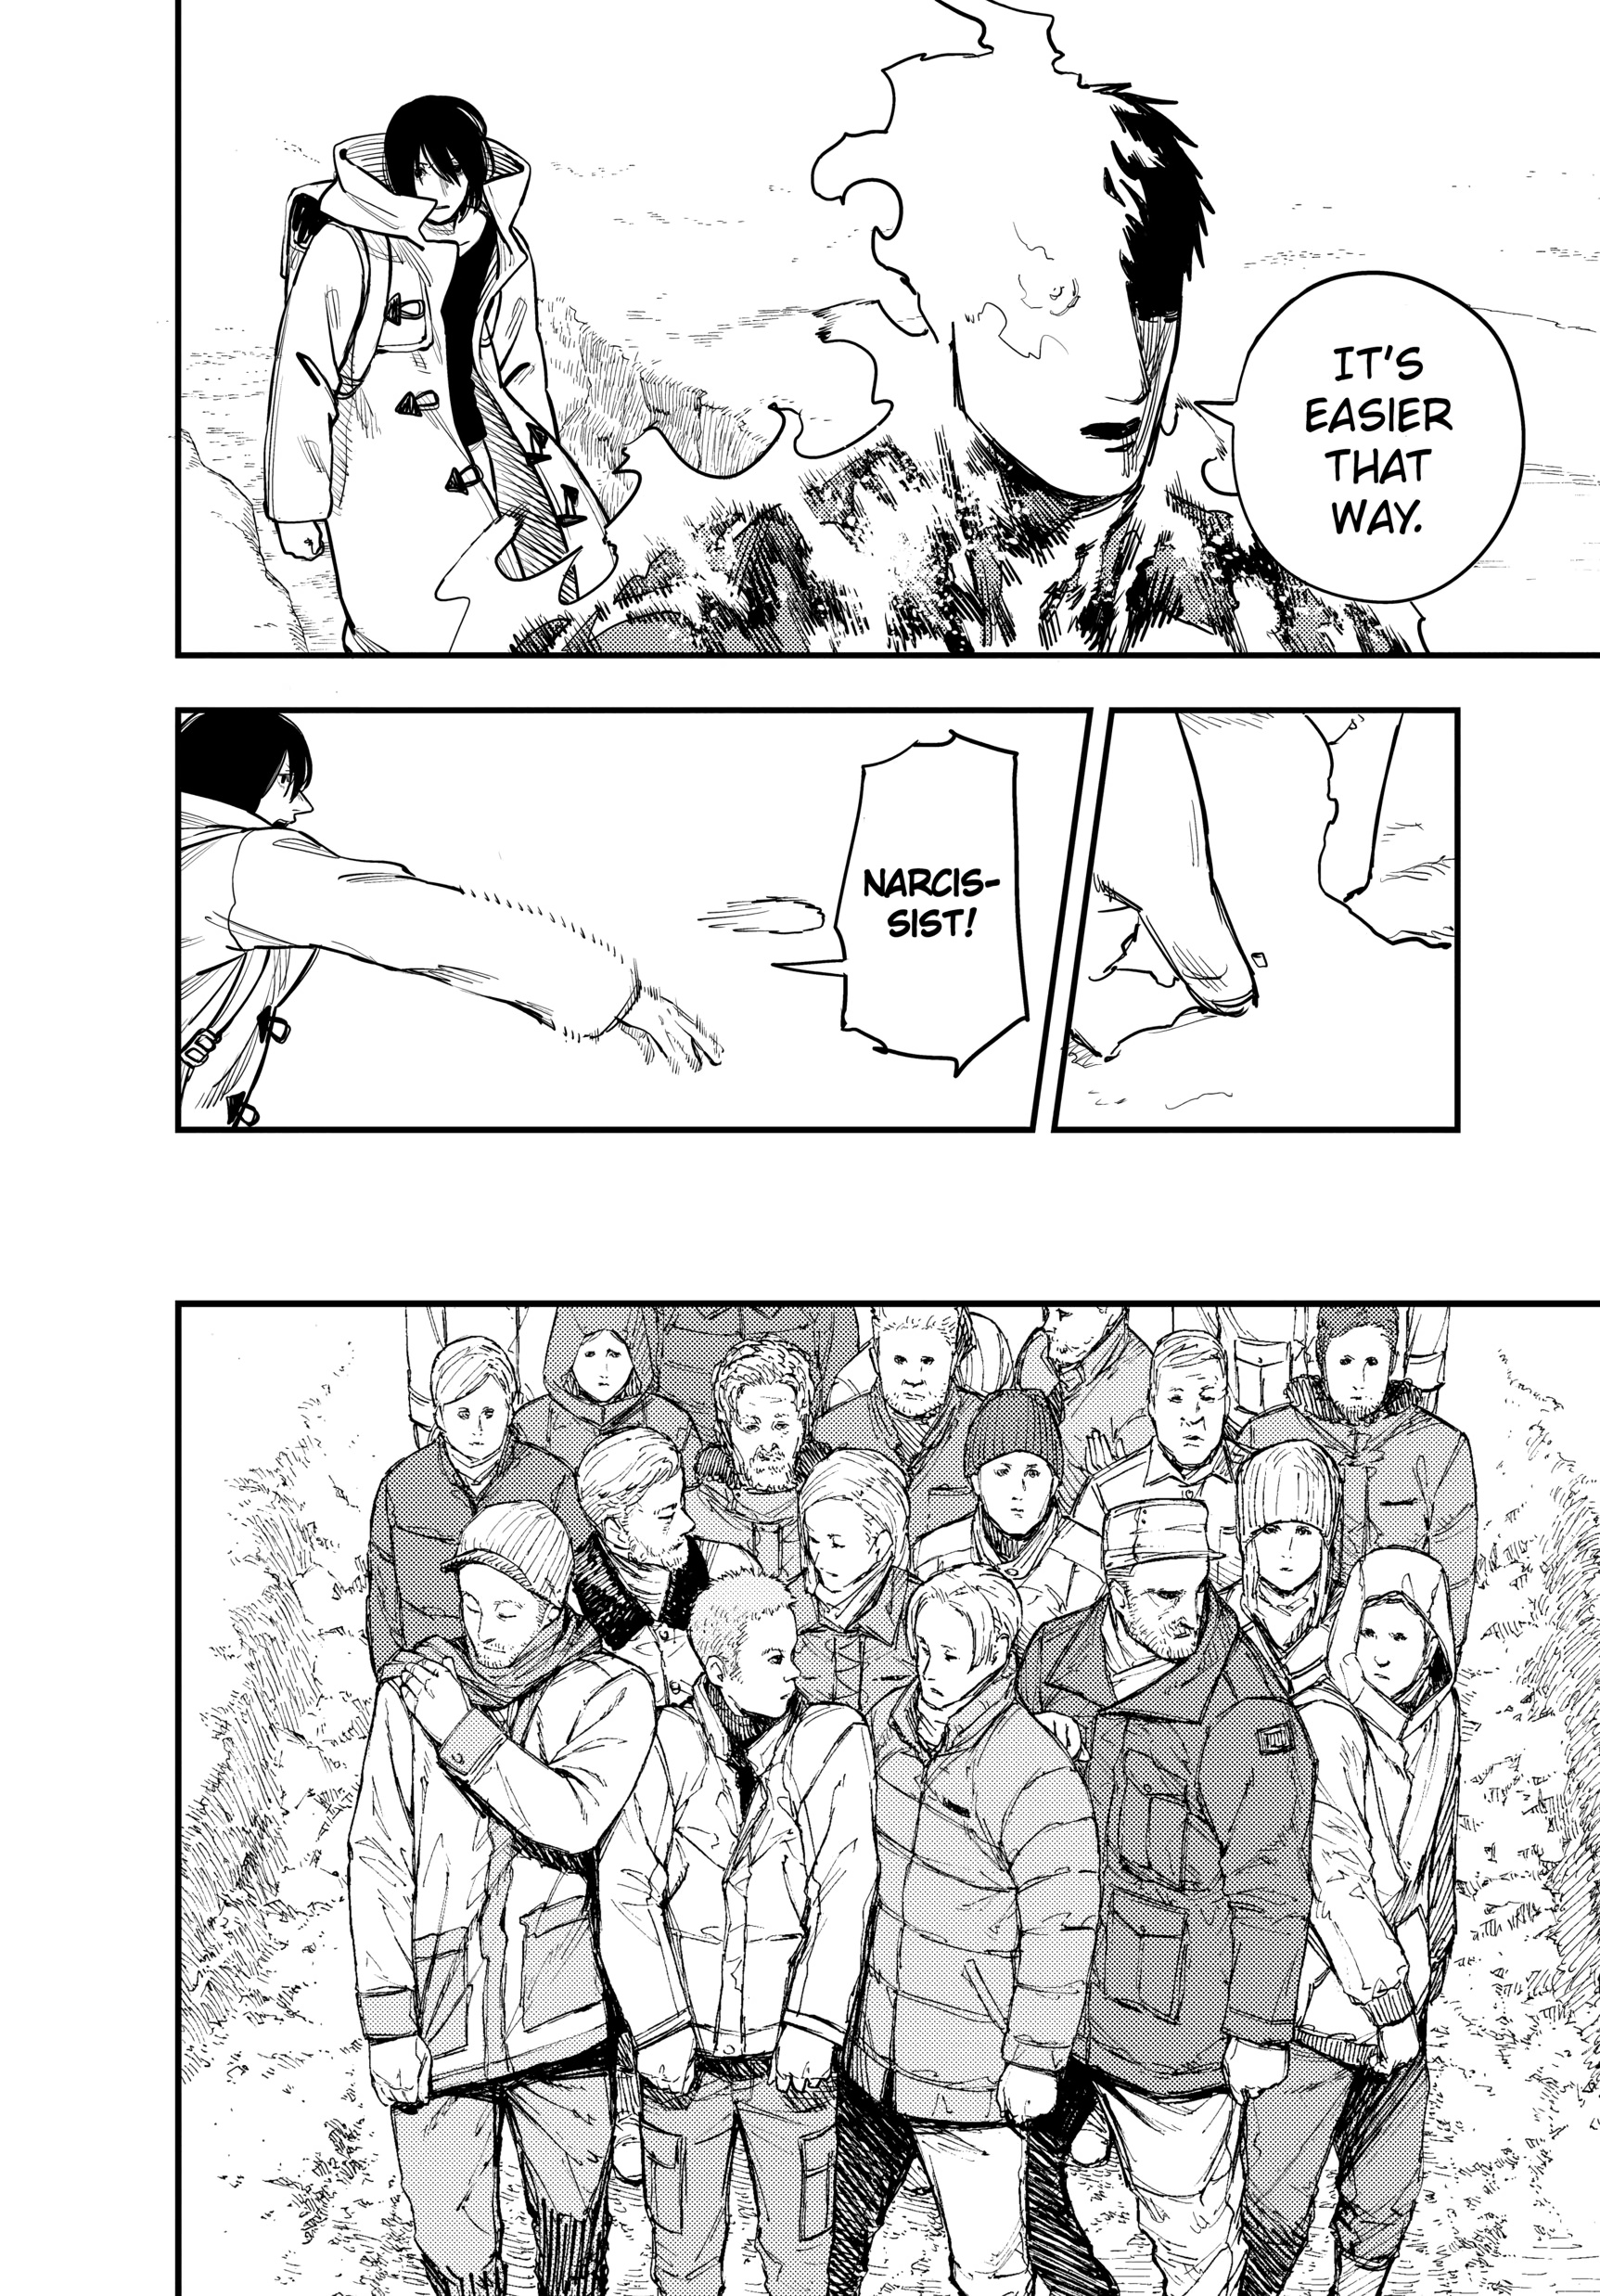 IT'S
EASIER
THAT
WAY.
NARCIS-
SIST!